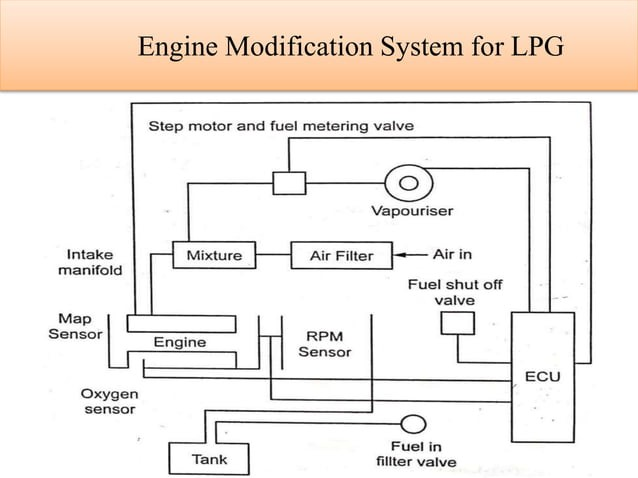 Engine Modification System for LPG
Step motor and fuel metering valve
Vapouriser
Intake
manifold
Mixture
Air Filter
Air in
Fuel shut off
valve
Map
Sensor
Engine
RPM
Sensor
ECU
Oxygen
sensor
Tank
Fuel in
fillter valve